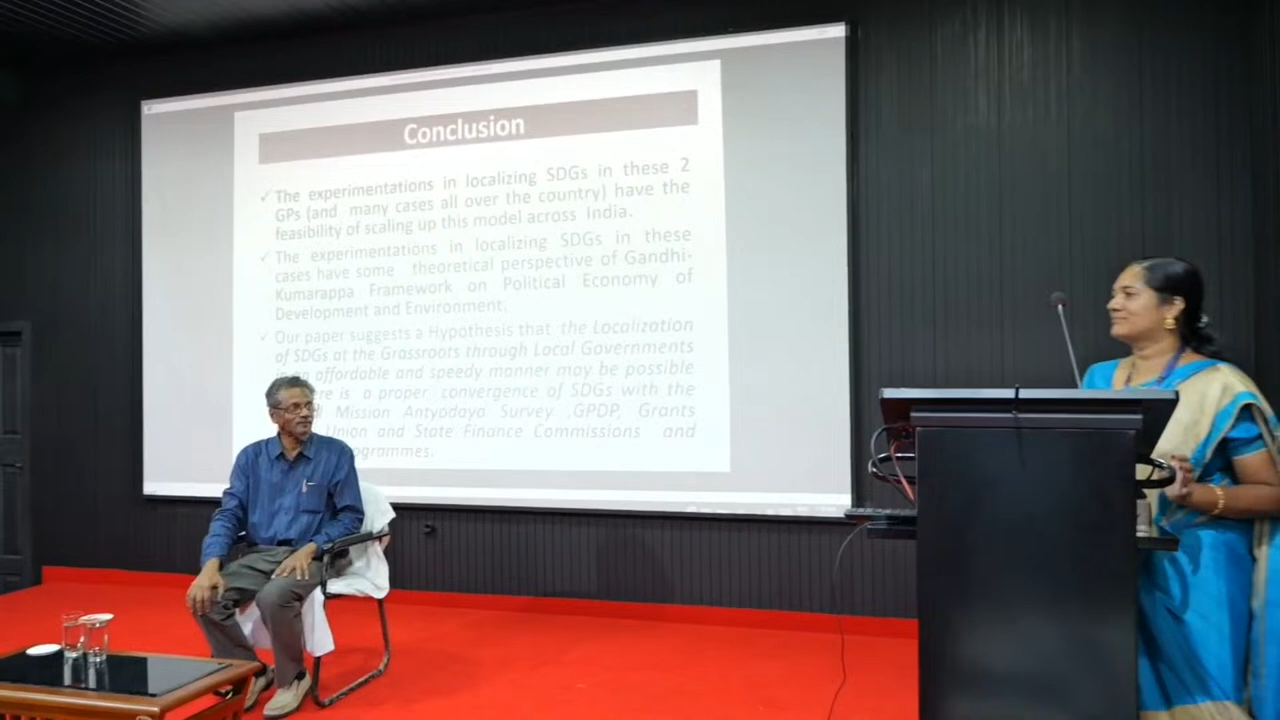 Conclusion
✓ The experimentations in localizing SDGs in these 2
GPs (and many cases all over the country) have the
feasibility of scaling up this model across India.
✓ The experimentations in localizing SDGs in these
cases have some theoretical perspective of Gandhi-
Kumarappa Framework on Political Economy of
Development and Environment.
✓ Our paper suggests a Hypothesis that the Localization
of SDGs at the Grassroots through Local Governments
in an affordable and speedy manner may be possible
is a proper convergence of SDGs with the
Mission Antyodaya Survey ,GPDP, Grants
Union and State Finance Commissions and